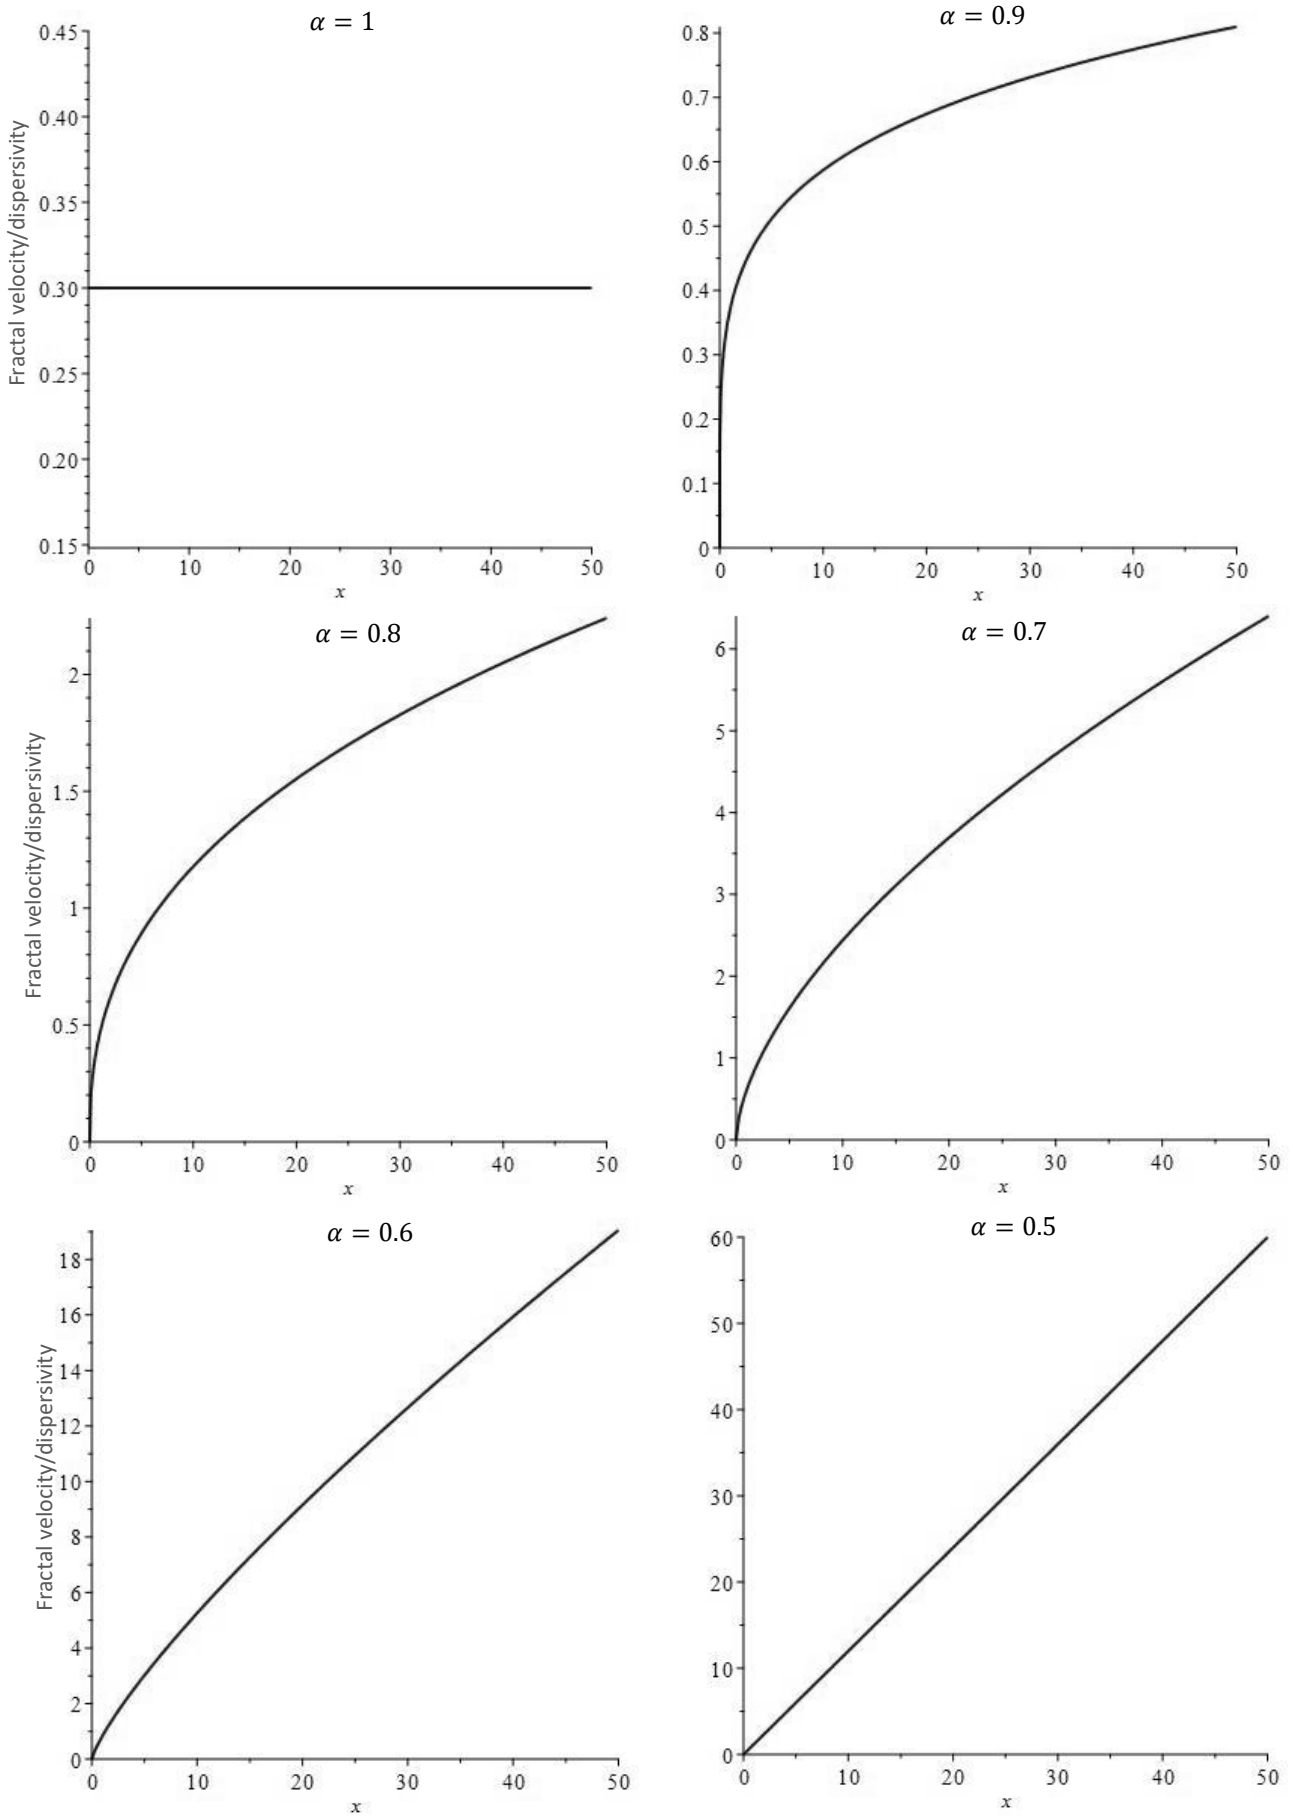 α = 1
Fractal velocity/dispersivity
0.45
0.40
0.35
0.30
0.25
0.20
0.15
0 10 20 30 40 50
x
α = 0.9
0.8
0.7
0.6
0.5
0.4
0.3
0.2
0.1
0
0 10 20 30 40 50
x
α = 0.8
Fractal velocity/dispersivity
2
1.5
1
0.5
0
0 10 20 30 40 50
x
α = 0.7
6
5
4
3
2
1
0
0 10 20 30 40 50
x
α = 0.6
Fractal velocity/dispersivity
18
16
14
12
10
8
6
4
2
0
0 10 20 30 40 50
x
α = 0.5
60
50
40
30
20
10
0
0 10 20 30 40 50
x